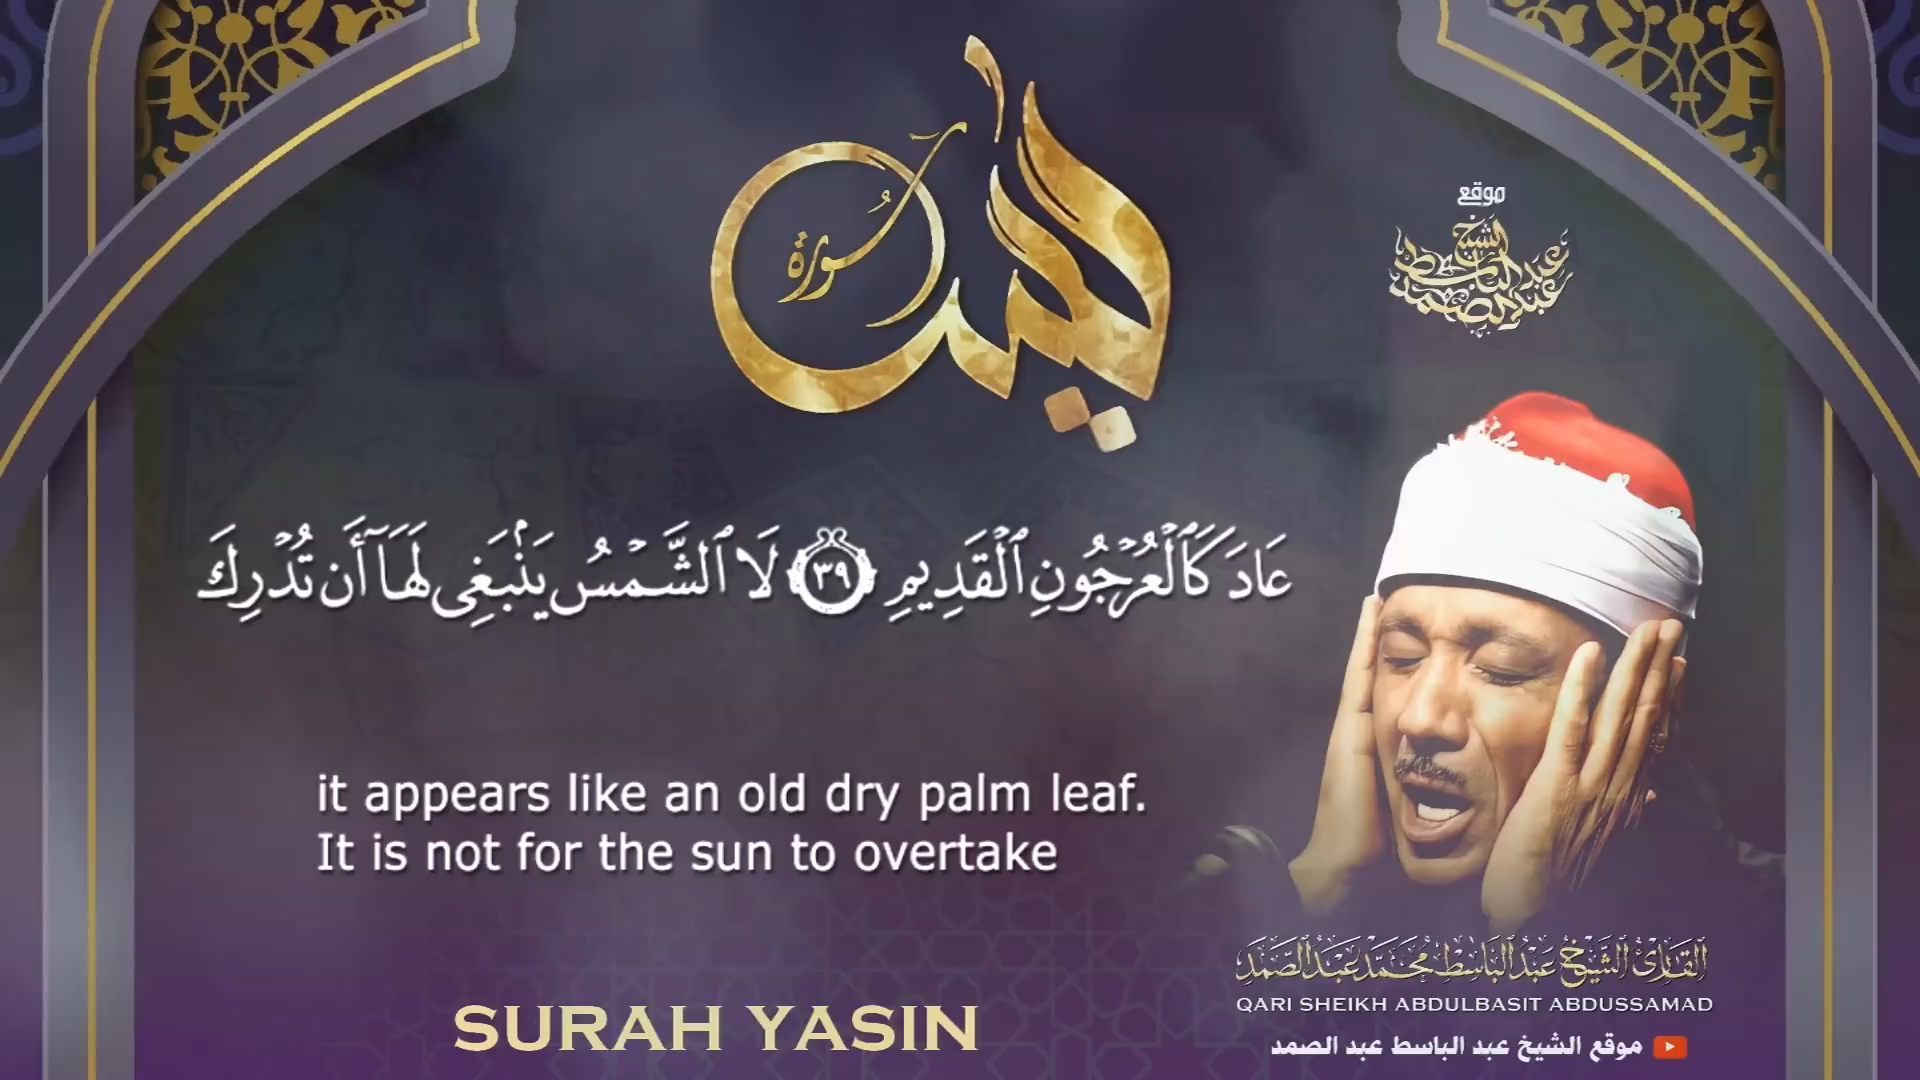 سورة يس
موقع
الشيخ
عبد الباسط
عبد الصمد
عَادَ كَٱلْعُرْجُونِ ٱلْقَدِيمِ ٣٩ لَا ٱلشَّمْسُ يَنۢبَغِى لَهَآ أَن تُدْرِكَ
it appears like an old dry palm leaf.
It is not for the sun to overtake
القارئ الشيخ عبد الباسط محمد عبد الصمد
QARI SHEIKH ABDULBASIT ABDUSSAMAD
SURAH YASIN
موقع الشيخ عبد الباسط عبد الصمد